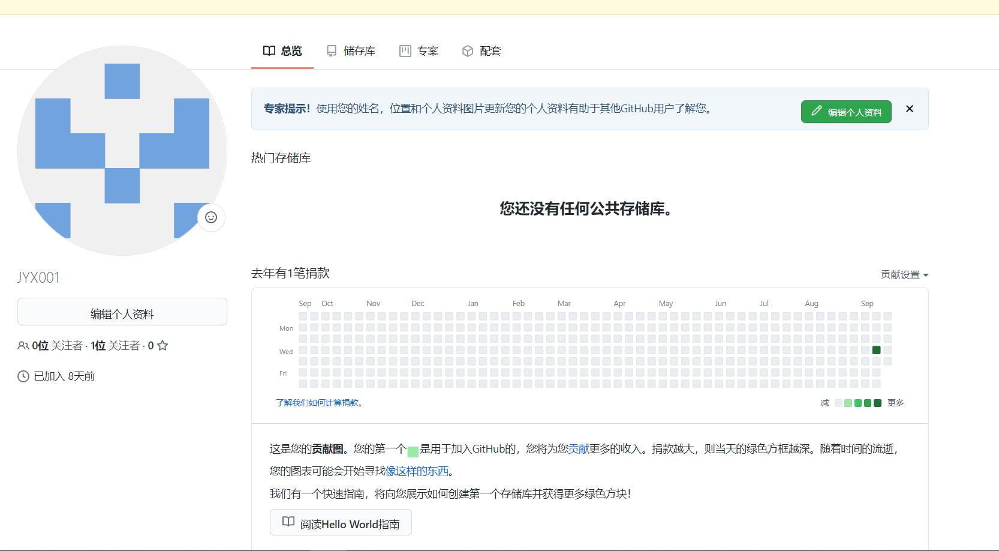 总览 储存库 专案 配套
专家提示！使用您的姓名，位置和个人资料图片更新您的个人资料有助于其他GitHub用户了解您。
编辑个人资料
热门存储库
您还没有任何公共存储库。
JYX001
编辑个人资料
0位 关注者 · 1位 关注者 · 0
已加入 8天前
去年有1笔捐款
贡献设置
Sep Oct Nov Dec Jan Feb Mar Apr May Jun Jul Aug Sep
Mon
Wed
Fri
了解我们如何计算捐款。
减 更多
这是您的贡献图。您的第一个 是用于加入GitHub的，您将为您贡献更多的收入。捐款越大，则当天的绿色方框越深。随着时间的流逝，
您的图表可能会开始寻找像这样的东西。
我们有一个快速指南，将向您展示如何创建第一个存储库并获得更多绿色方块！
阅读Hello World指南